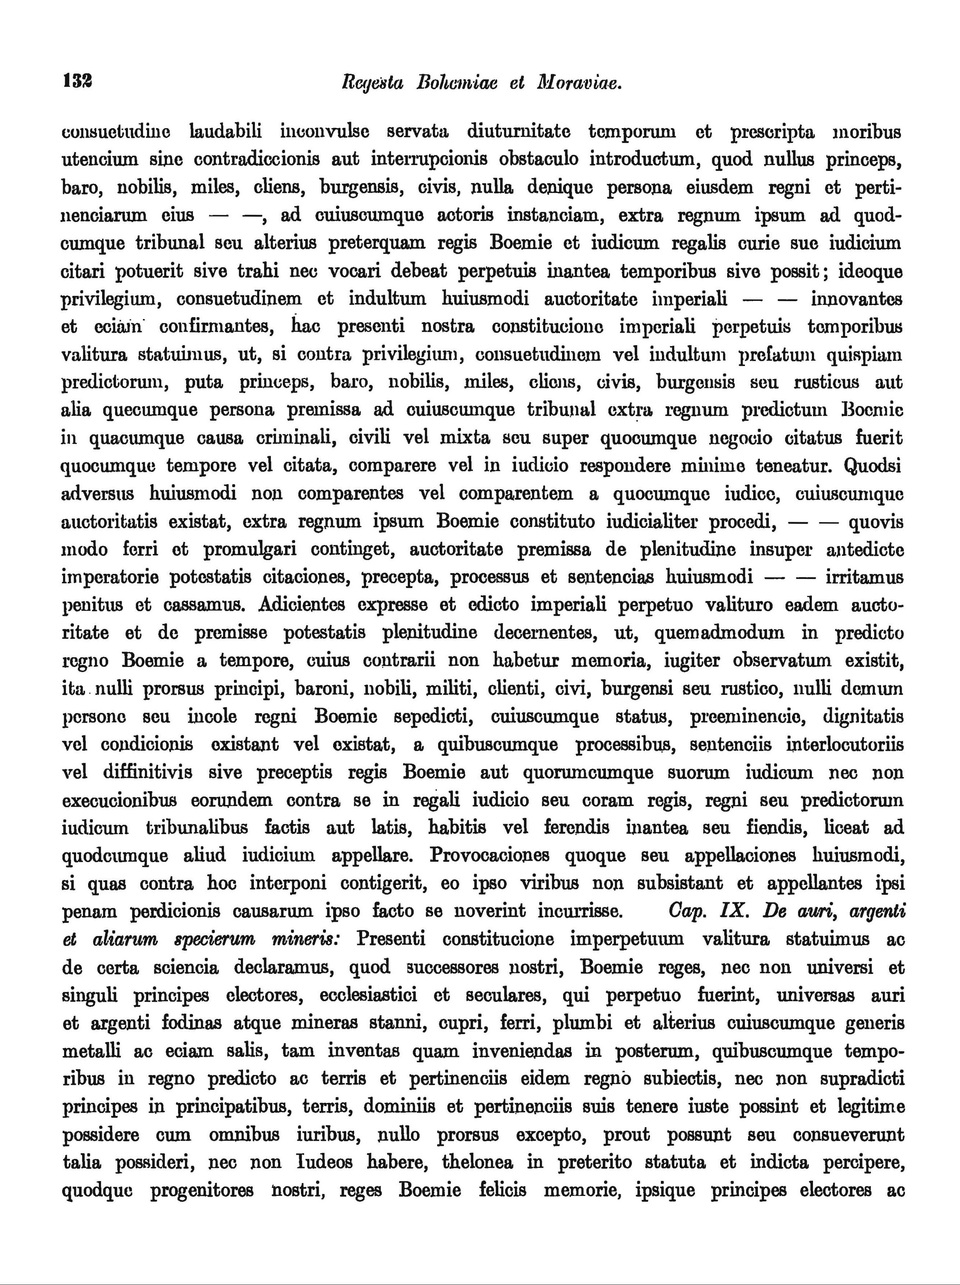 132 Regesta Bohemiae et Moraviae.
consuetudine laudabili inconvulse servata diuturnitate temporum et prescripta moribus
utencium sine contradiccionis aut interrupcionis obstaculo introductum, quod nullus princeps,
baro, nobilis, miles, cliens, burgensis, civis, nulla denique persona eiusdem regni et perti-
nenciarum eius — —, ad cuiuscumque actoris instanciam, extra regnum ipsum ad quod-
cumque tribunal seu alterius preterquam regis Boemie et iudicum regalis curie sue iudicium
citari potuerit sive trahi nec vocari debeat perpetuis inantea temporibus sive possit; ideoque
privilegium, consuetudinem et indultum huiusmodi auctoritate imperiali — — innovantes
et eciam confirmantes, hac presenti nostra constitucione imperiali perpetuis temporibus
valitura statuimus, ut, si contra privilegium, consuetudinem vel indultum prefatum quispiam
predictorum, puta princeps, baro, nobilis, miles, cliens, civis, burgensis seu rusticus aut
alia quecumque persona premissa ad cuiuscumque tribunal extra regnum predictum Boemie
in quacumque causa criminali, civili vel mixta seu super quocumque negocio citatus fuerit
quocumque tempore vel citata, comparere vel in iudicio respondere minime teneatur. Quodsi
adversus huiusmodi non comparentes vel comparentem a quocumque iudice, cuiuscumque
auctoritatis existat, extra regnum ipsum Boemie constituto iudicialiter procedi, — — quovis
modo ferri et promulgari continget, auctoritate premissa de plenitudine insuper antedicte
imperatorie potestatis citaciones, precepta, processus et sentencias huiusmodi — — irritamus
penitus et cassamus. Adicientes expresse et edicto imperiali perpetuo valituro eadem aucto-
ritate et de premisse potestatis plenitudine decernentes, ut, quemadmodum in predicto
regno Boemie a tempore, cuius contrarii non habetur memoria, iugiter observatum existit,
ita nulli prorsus principi, baroni, nobili, militi, clienti, civi, burgensi seu rustico, nulli demum
persone seu incole regni Boemie sepedicti, cuiuscumque status, preeminencie, dignitatis
vel condicionis existant vel existat, a quibuscumque processibus, sentenciis interlocutoriis
vel diffinitivis sive preceptis regis Boemie aut quorumcumque suorum iudicum nec non
execucionibus eorundem contra se in regali iudicio seu coram regis, regni seu predictorum
iudicum tribunalibus factis aut latis, habitis vel ferendis inantea seu fiendis, liceat ad
quodcumque aliud iudicium appellare. Provocaciones quoque seu appellaciones huiusmodi,
si quas contra hoc interponi contigerit, eo ipso viribus non subsistant et appellantes ipsi
penam perdicionis causarum ipso facto se noverint incurrisse. Cap. IX. De auri, argenti
et aliarum specierum mineris: Presenti constitucione imperpetuum valitura statuimus ac
de certa sciencia declaramus, quod successores nostri, Boemie reges, nec non universi et
singuli principes electores, ecclesiastici et seculares, qui perpetuo fuerint, universas auri
et argenti fodinas atque mineras stanni, cupri, ferri, plumbi et alterius cuiuscumque generis
metalli ac eciam salis, tam inventas quam inveniendas in posterum, quibuscumque tempo-
ribus in regno predicto ac terris et pertinenciis eidem regno subiectis, nec non supradicti
principes in principatibus, terris, dominiis et pertinenciis suis tenere iuste possint et legitime
possidere cum omnibus iuribus, nullo prorsus excepto, prout possunt seu consueverunt
talia possideri, nec non Iudeos habere, thelonea in preterito statuta et indicta percipere,
quodque progenitores nostri, reges Boemie felicis memorie, ipsique principes electores ac